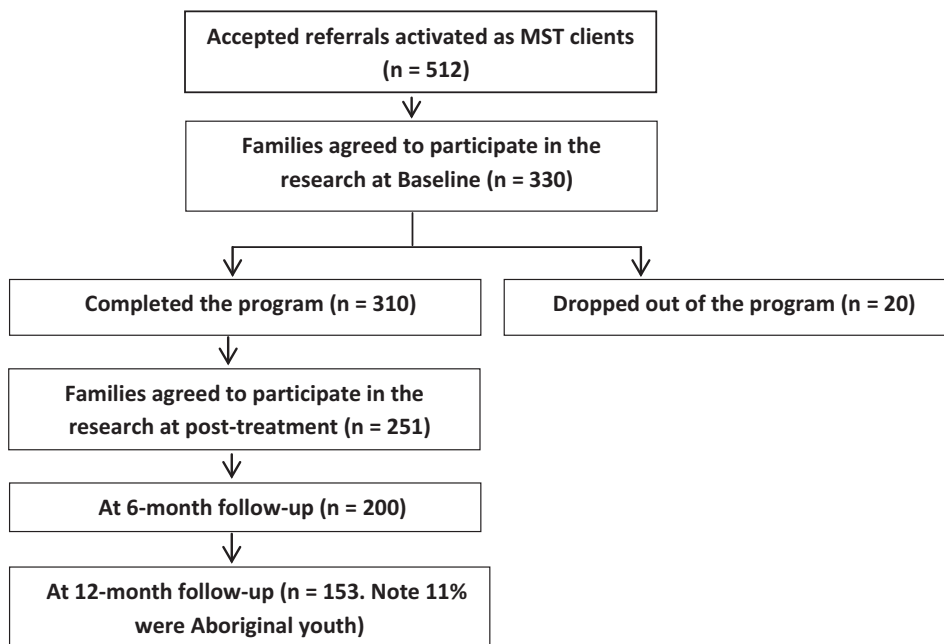 Accepted referrals activated as MST clients
(n = 512)
Families agreed to participate in the
research at Baseline (n = 330)
Completed the program (n = 310)
Dropped out of the program (n = 20)
Families agreed to participate in the
research at post-treatment (n = 251)
At 6-month follow-up (n = 200)
At 12-month follow-up (n = 153. Note 11%
were Aboriginal youth)